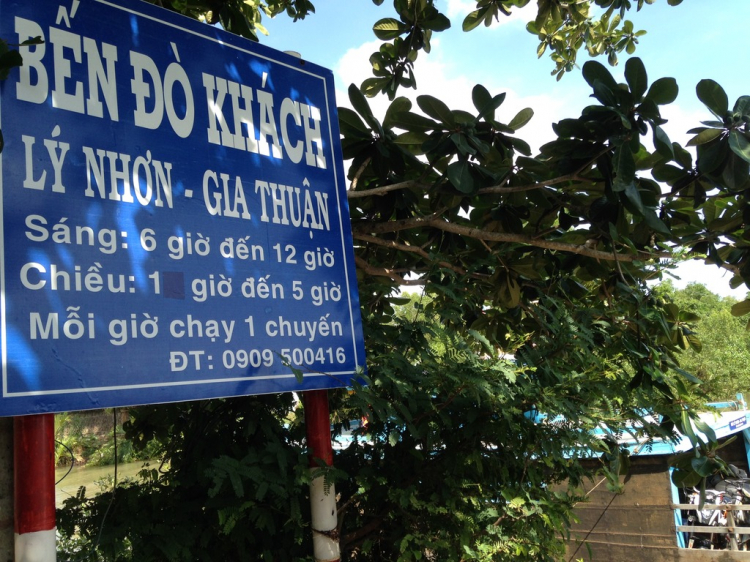 BẾN ĐÒ KHÁCH
LÝ NHƠN - GIA THUẬN
Sáng: 6 giờ đến 12 giờ
Chiều: 1 giờ đến 5 giờ
Mỗi giờ chạy 1 chuyến
ĐT: 0909 500416